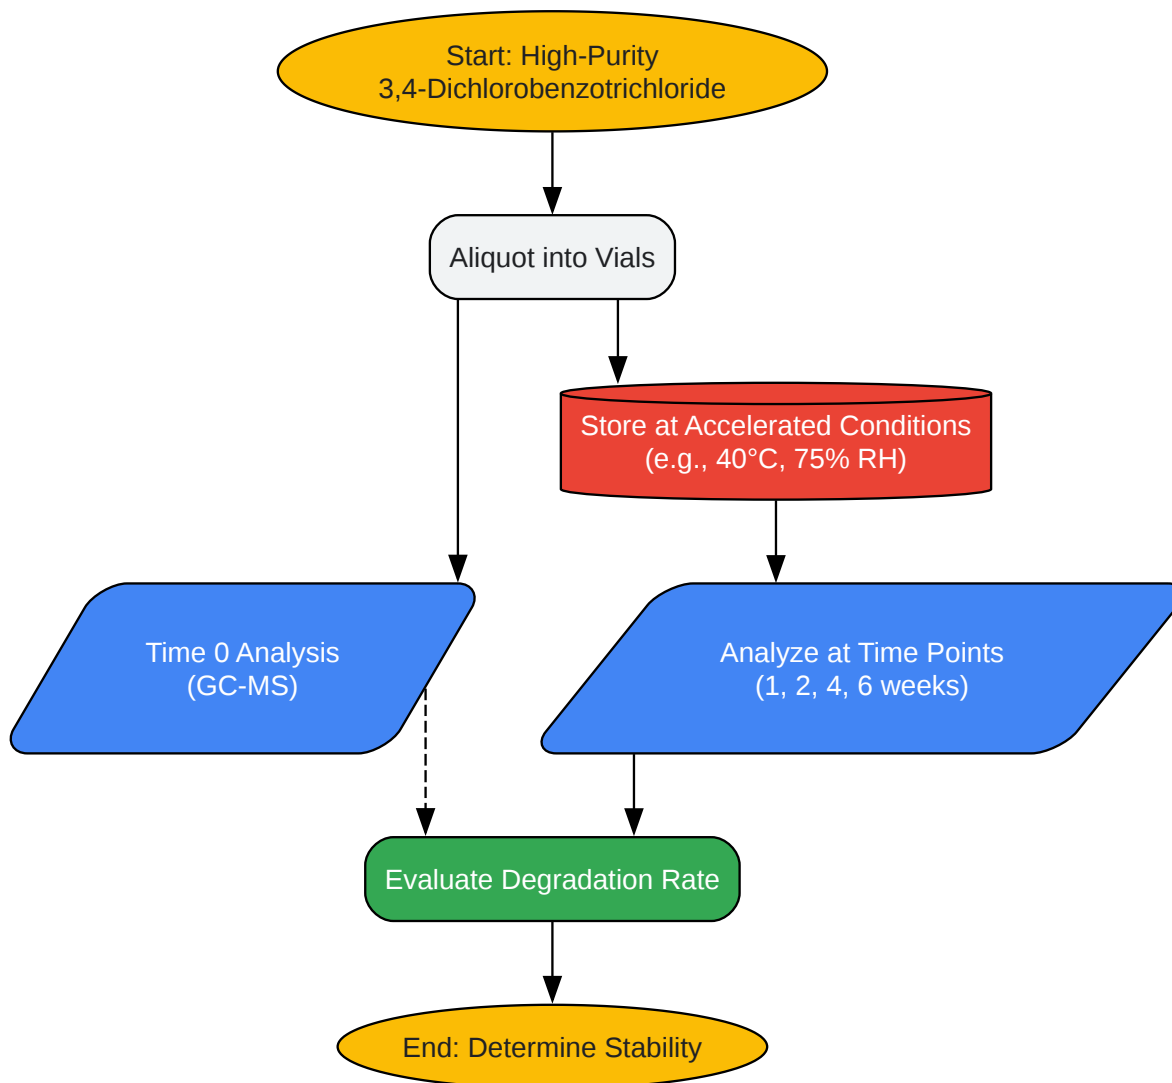 Start: High-Purity
3,4-Dichlorobenzotrichloride
Aliquot into Vials
Store at Accelerated Conditions
(e.g., 40°C, 75% RH)
Time 0 Analysis
(GC-MS)
Analyze at Time Points
(1, 2, 4, 6 weeks)
Evaluate Degradation Rate
End: Determine Stability